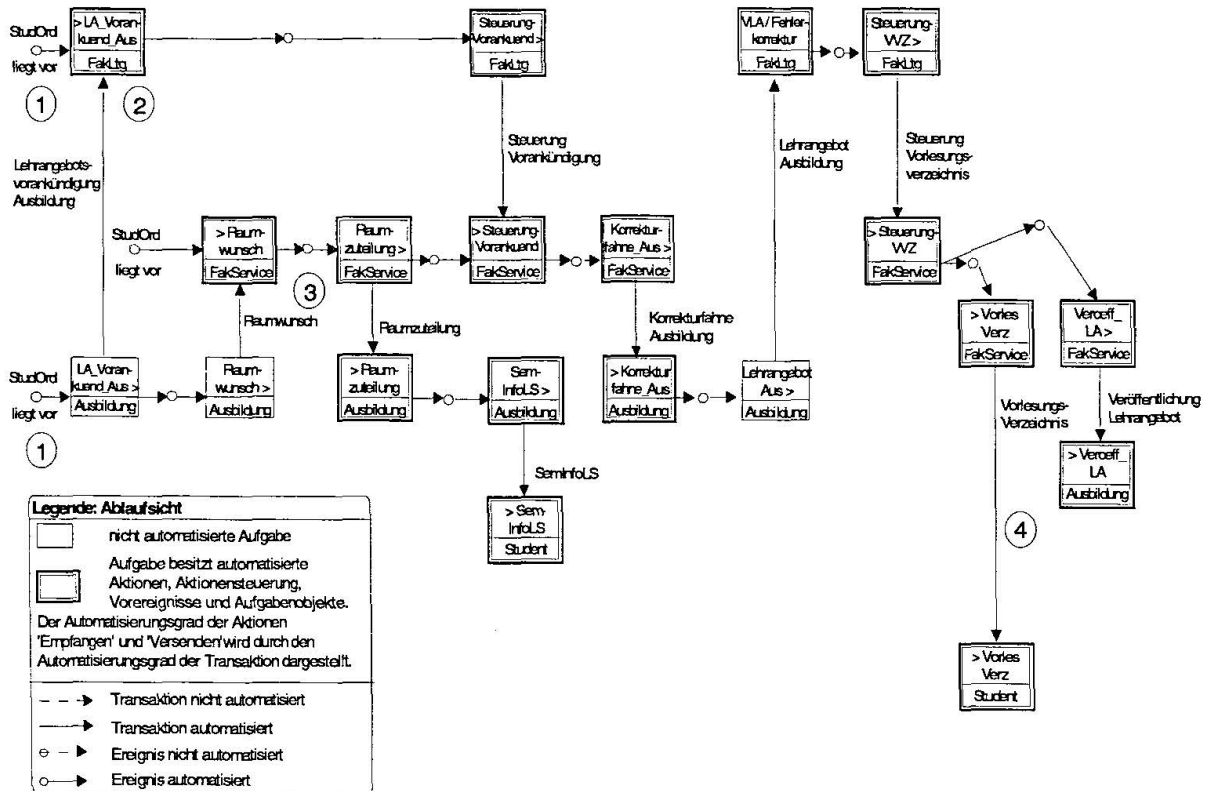 StudOrd
liegt vor
1
> LA_Voran-
kuend_Aus
FakLtg
2
Steuerung-
Vorankuend >
FakLtg
VLA / Fehler-
korrektur
FakLtg
Steuerung-
VVZ >
FakLtg
Lehrangebots-
vorankündigung
Ausbildung
Steuerung
Vorankündigung
Lehrangebot
Ausbildung
Steuerung
Vorlesungs-
verzeichnis
StudOrd
liegt vor
> Raum-
wunsch
FakService
3
Raum-
zuteilung >
FakService
> Steuerung-
Vorankuend
FakService
Korrektur-
fahne_Aus >
FakService
> Steuerung-
VVZ
FakService
Raumwunsch
Raumzuteilung
Korrekturfahne
Ausbildung
> Vorles
Verz
FakService
Veroeff_
LA >
FakService
StudOrd
liegt vor
1
LA_Voran-
kuend_Aus >
Ausbildung
Raum-
wunsch >
Ausbildung
> Raum-
zuteilung
Ausbildung
Sem-
InfoLS >
Ausbildung
> Korrektur
fahne_Aus
Ausbildung
Lehrangebot
Aus >
Ausbildung
Vorlesungs-
Verzeichnis
Veröffentlichung
Lehrangebot
> Veroeff_
LA
Ausbildung
SemInfoLS
> Sem-
InfoLS
Student
4
> Vorles
Verz
Student
Legende: Ablaufsicht
nicht automatisierte Aufgabe
Aufgabe besitzt automatisierte
Aktionen, Aktionensteuerung,
Vorereignisse und Aufgabenobjekte.
Der Automatisierungsgrad der Aktionen
'Empfangen' und 'Versenden' wird durch den
Automatisierungsgrad der Transaktion dargestellt.
Transaktion nicht automatisiert
Transaktion automatisiert
Ereignis nicht automatisiert
Ereignis automatisiert